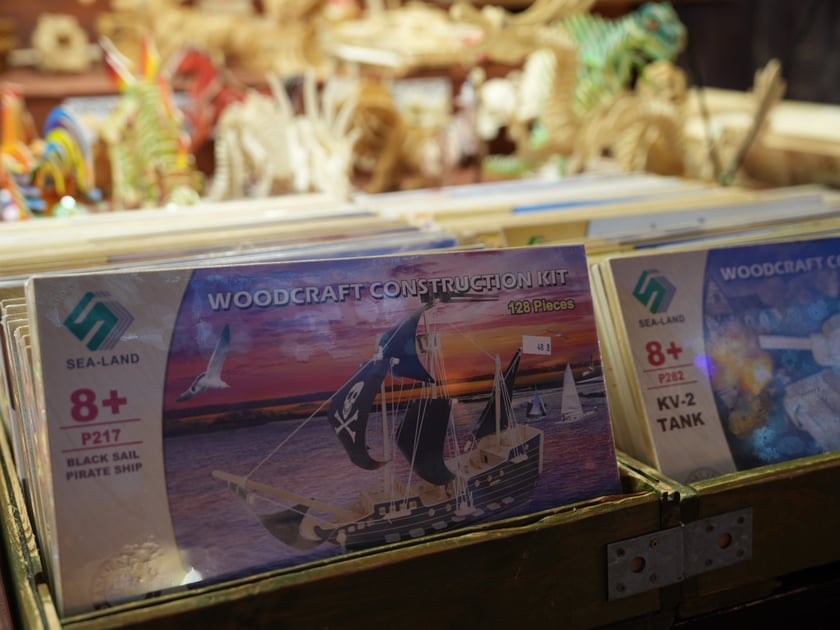 WOODCRAFT CONSTRUCTION KIT
128 Pieces
SEA-LAND
8+
P217
BLACK SAIL
PIRATE SHIP
WOODCRAFT CO
SEA-LAND
8+
P282
KV-2
TANK